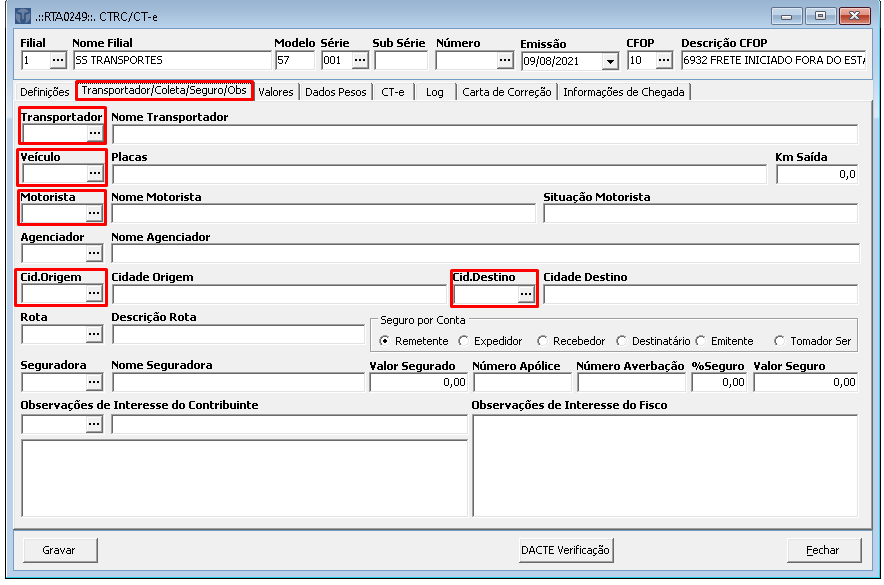 .::RTA0249::. CTRC/CT-e
Filial Nome Filial Modelo Série Sub Série Número Emissão CFOP Descrição CFOP
1 ... SS TRANSPORTES 57 001 ... ... 09/08/2021 10 ... 6932 FRETE INICIADO FORA DO ESTA
Definições Transportador/Coleta/Seguro/Obs Valores Dados Pesos CT-e Log Carta de Correção Informações de Chegada
Transportador Nome Transportador
...
Veículo Placas Km Saída
... 0,0
Motorista Nome Motorista Situação Motorista
...
Agenciador Nome Agenciador
...
Cid.Origem Cidade Origem Cid.Destino Cidade Destino
... ...
Rota Descrição Rota Seguro por Conta
... Remetente Expedidor Recebedor Destinatário Emitente Tomador Ser
Seguradora Nome Seguradora Valor Segurado Número Apólice Número Averbação %Seguro Valor Seguro
... 0,00 0,00 0,00
Observações de Interesse do Contribuinte Observações de Interesse do Fisco
...
Gravar DACTE Verificação Fechar